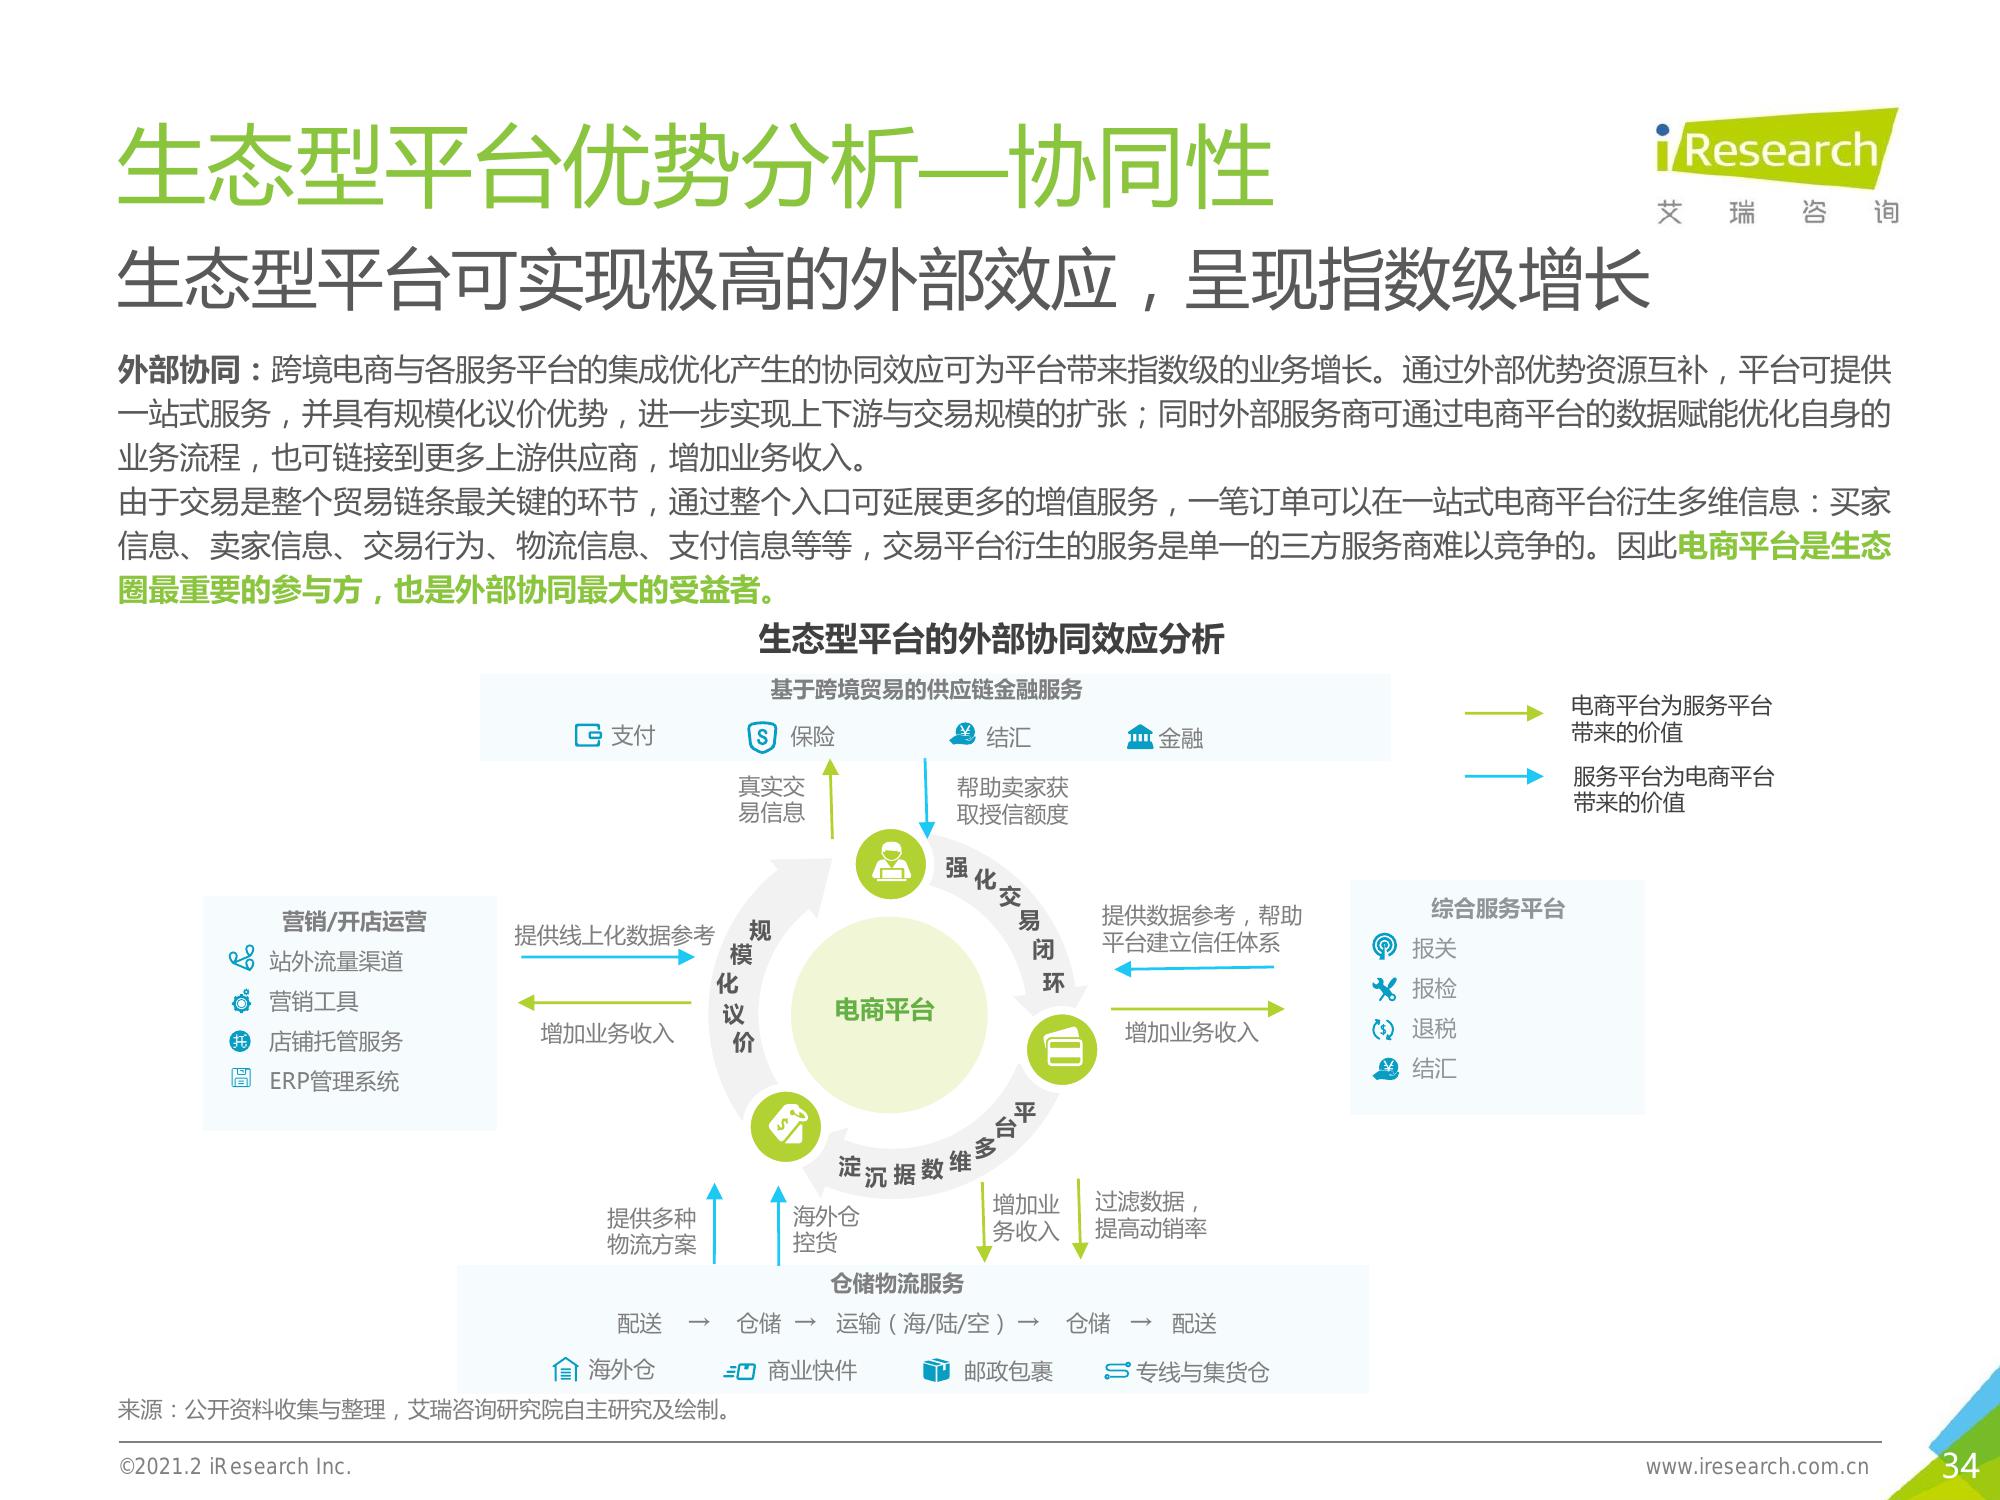 生态型平台优势分析—协同性
iResearch
艾瑞咨询
生态型平台可实现极高的外部效应，呈现指数级增长
外部协同：跨境电商与各服务平台的集成优化产生的协同效应可为平台带来指数级的业务增长。通过外部优势资源互补，平台可提供
一站式服务，并具有规模化议价优势，进一步实现上下游与交易规模的扩张；同时外部服务商可通过电商平台的数据赋能优化自身的
业务流程，也可链接到更多上游供应商，增加业务收入。
由于交易是整个贸易链条最关键的环节，通过整个入口可延展更多的增值服务，一笔订单可以在一站式电商平台衍生多维信息：买家
信息、卖家信息、交易行为、物流信息、支付信息等等，交易平台衍生的服务是单一的三方服务商难以竞争的。因此电商平台是生态
圈最重要的参与方，也是外部协同最大的受益者。
生态型平台的外部协同效应分析
基于跨境贸易的供应链金融服务
支付 保险 结汇 金融
电商平台为服务平台
带来的价值
服务平台为电商平台
带来的价值
真实交
易信息
帮助卖家获
取授信额度
强化交易闭环
规模化议价
平台多维数据沉淀
电商平台
营销/开店运营
站外流量渠道
营销工具
托 店铺托管服务
ERP管理系统
提供线上化数据参考
增加业务收入
提供数据参考，帮助
平台建立信任体系
增加业务收入
综合服务平台
报关
报检
退税
结汇
提供多种
物流方案
海外仓
控货
增加业
务收入
过滤数据，
提高动销率
仓储物流服务
配送 → 仓储 → 运输（海/陆/空）→ 仓储 → 配送
海外仓 商业快件 邮政包裹 专线与集货仓
来源：公开资料收集与整理，艾瑞咨询研究院自主研究及绘制。
©2021.2 iResearch Inc.
www.iresearch.com.cn
34